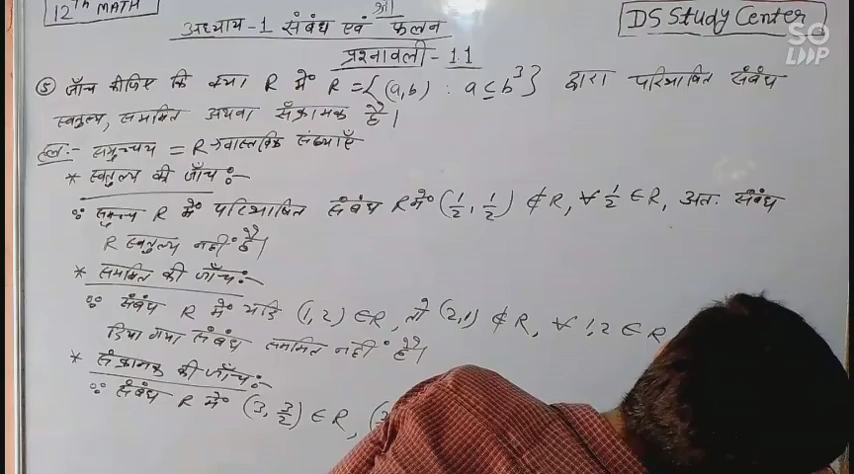 श्री
12TH MATH
DS Study Center
SO
LOOP
अध्याय-1 संबंध एवं फलन
प्रश्नावली-1.1
(5) जाँच कीजिए कि क्या R में R = {(a,b) : a ≤ b³} द्वारा परिभाषित संबंध
स्वतुल्य, सममित अथवा संक्रामक है।
हल:- समुच्चय = R → वास्तविक संख्याएँ
* स्वतुल्य की जाँच :-
∵ समुच्चय R में परिभाषित संबंध R में (1/2, 1/2) ∉ R, ∀ 1/2 ∈ R, अतः संबंध
R स्वतुल्य नहीं है।
* सममित की जाँच :-
∵ संबंध R में यदि (1,2) ∈ R, तो (2,1) ∉ R, ∀ 1,2 ∈ R
दिया गया संबंध सममित नहीं है।
* संक्रामक की जाँच :-
∵ संबंध R में (3, 3/2) ∈ R,